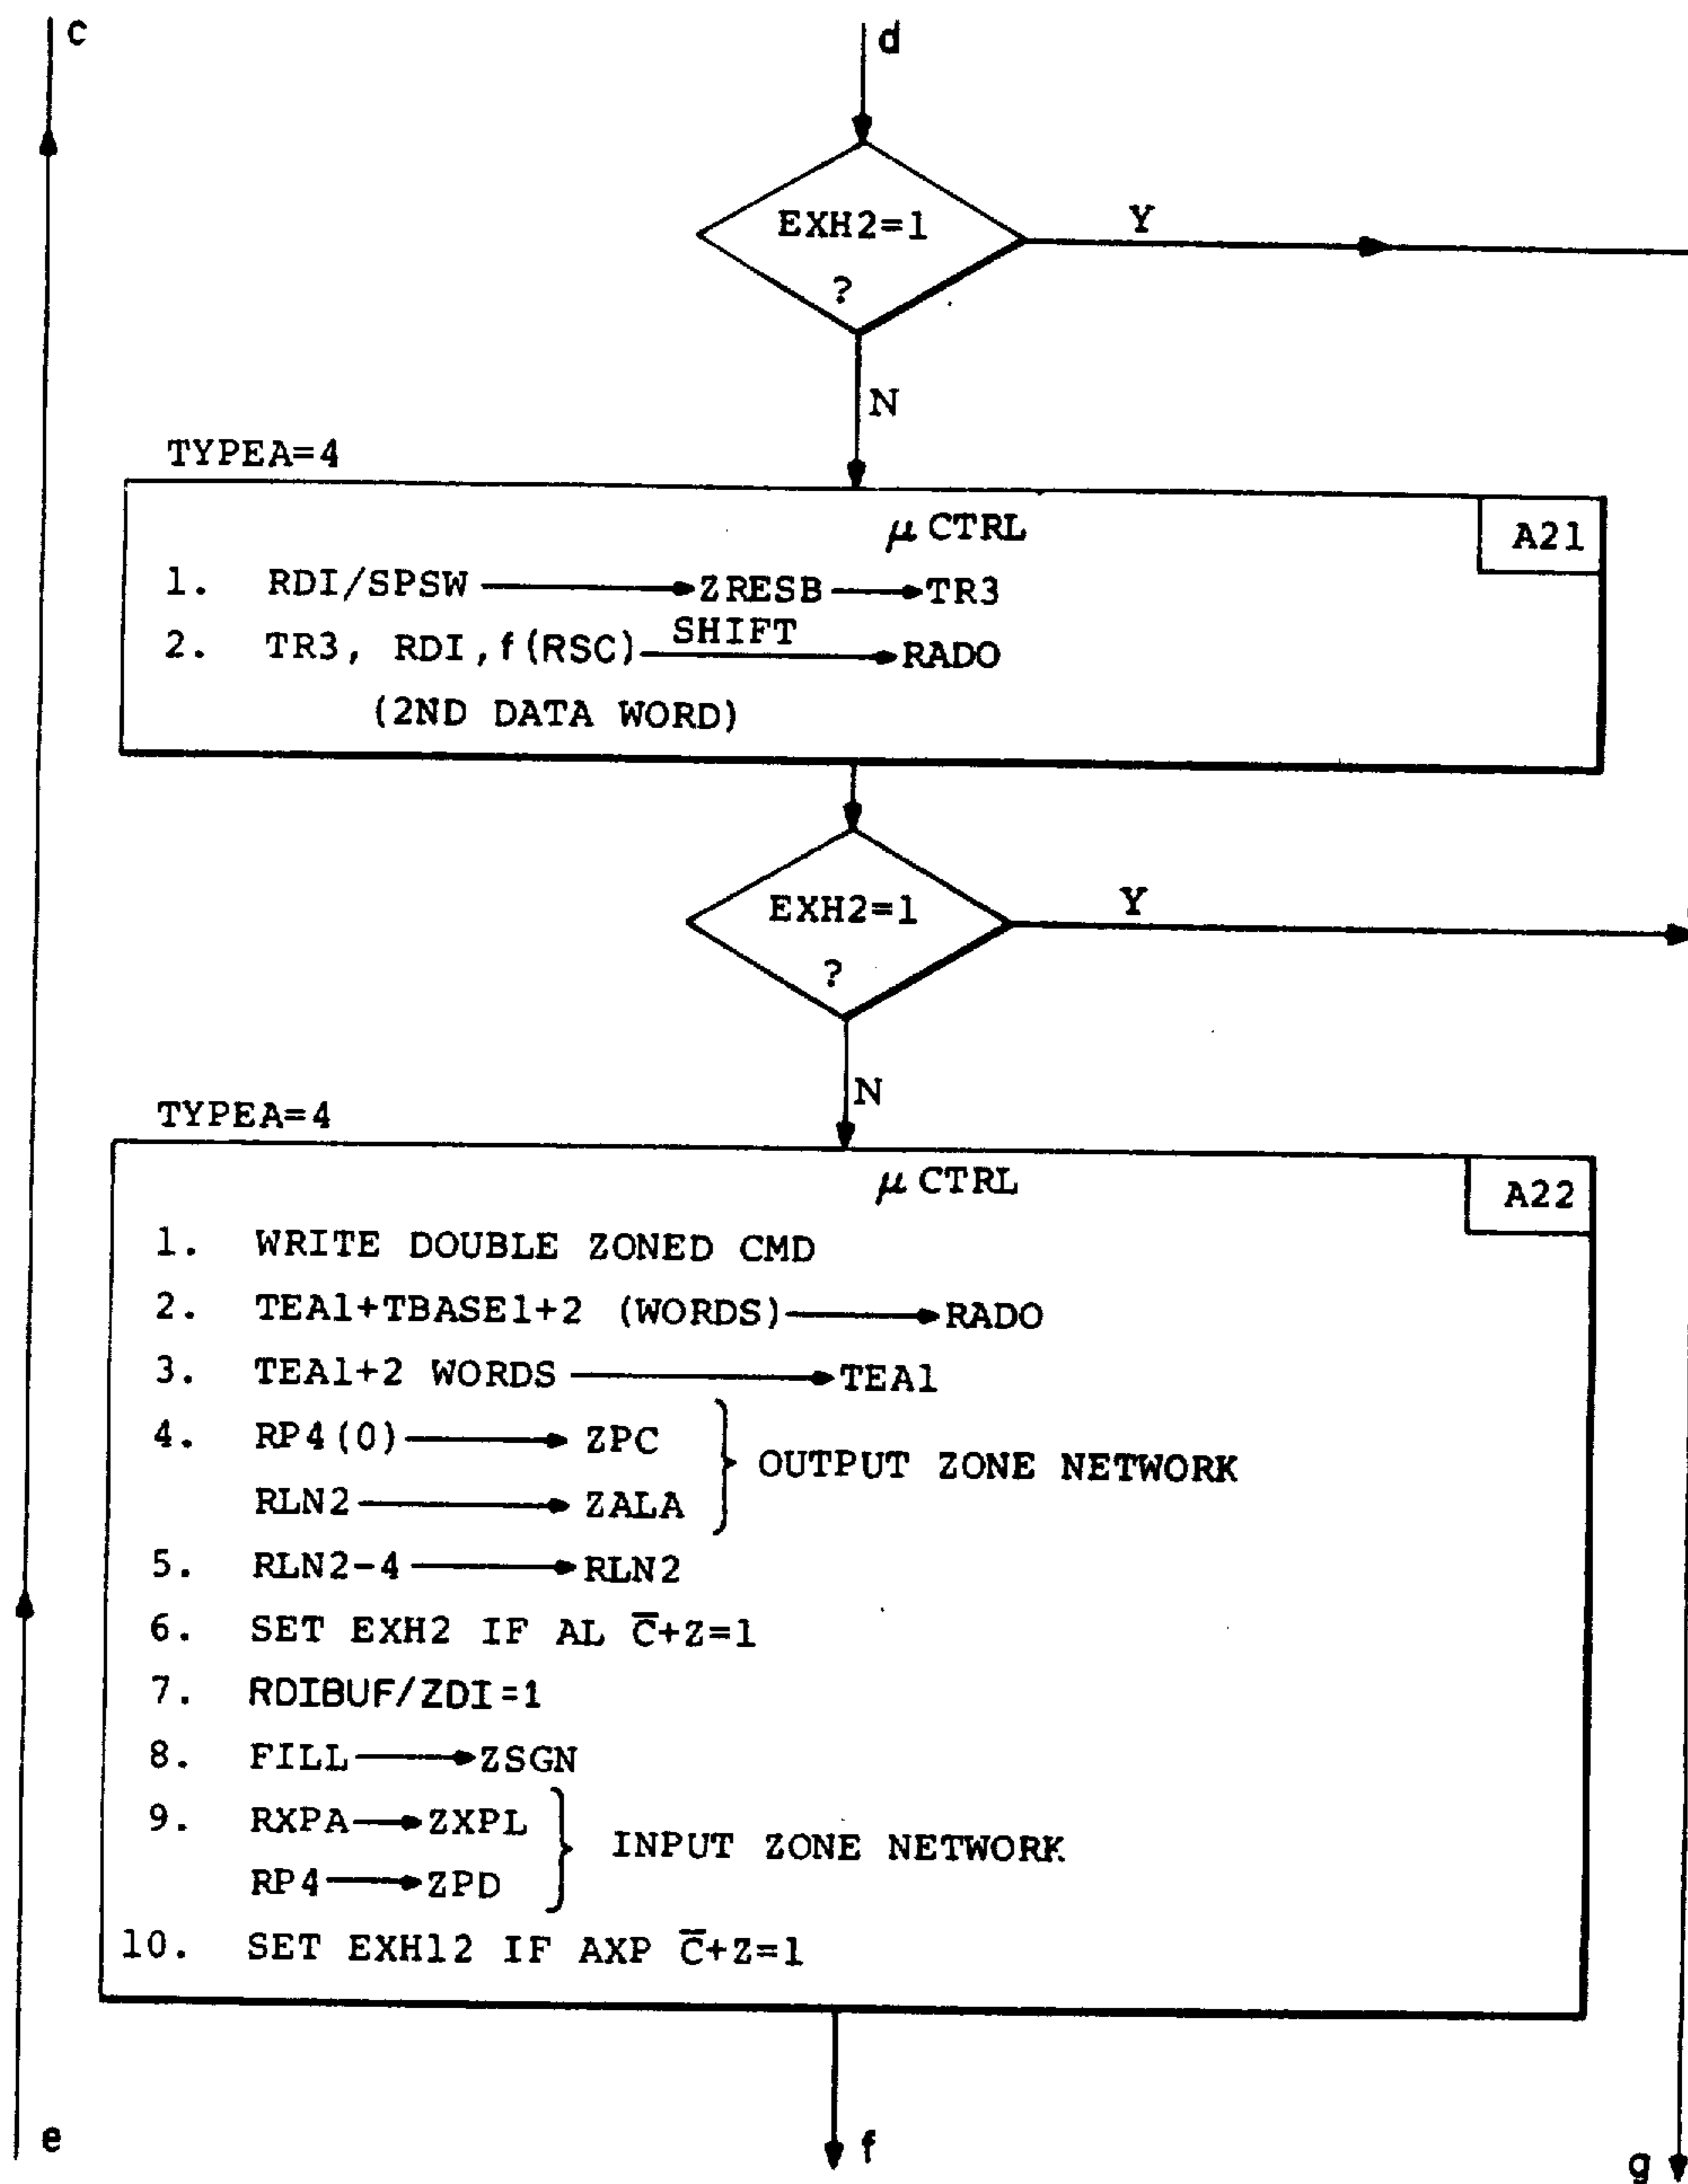 c
d
EXH2=1
?
Y
N
TYPEA=4
μ CTRL
A21
1. RDI/SPSW ZRESB TR3
2. TR3, RDI,f(RSC) SHIFT RADO
(2ND DATA WORD)
EXH2=1
?
Y
N
TYPEA=4
μ CTRL
A22
1. WRITE DOUBLE ZONED CMD
2. TEA1+TBASE1+2 (WORDS) RADO
3. TEA1+2 WORDS TEA1
4. RP4(0) ZPC
OUTPUT ZONE NETWORK
RLN2 ZALA
5. RLN2-4 RLN2
6. SET EXH2 IF AL C̅+Z=1
7. RDIBUF/ZDI=1
8. FILL ZSGN
9. RXPA ZXPL
INPUT ZONE NETWORK
RP4 ZPD
10. SET EXH12 IF AXP C̅+Z=1
e
f
g